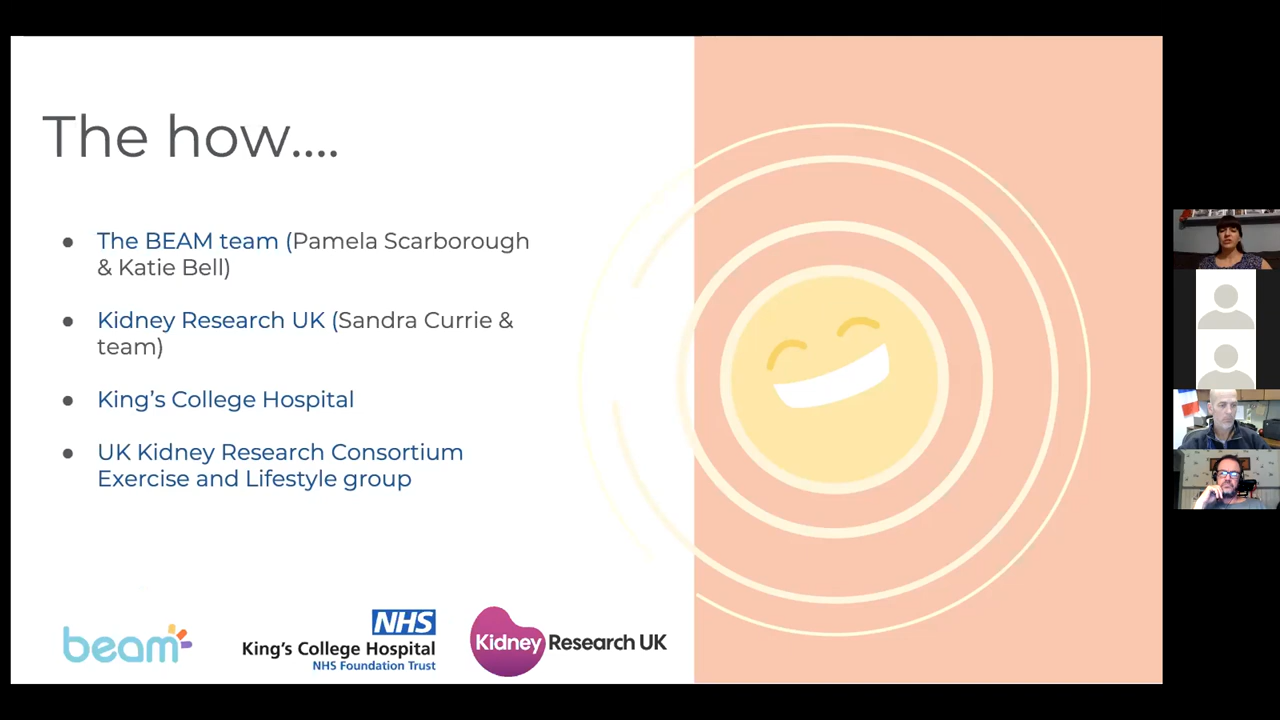 The how....
● The BEAM team (Pamela Scarborough
& Katie Bell)
● Kidney Research UK (Sandra Currie &
team)
● King's College Hospital
● UK Kidney Research Consortium
Exercise and Lifestyle group
beam
NHS
King's College Hospital
NHS Foundation Trust
Kidney Research UK